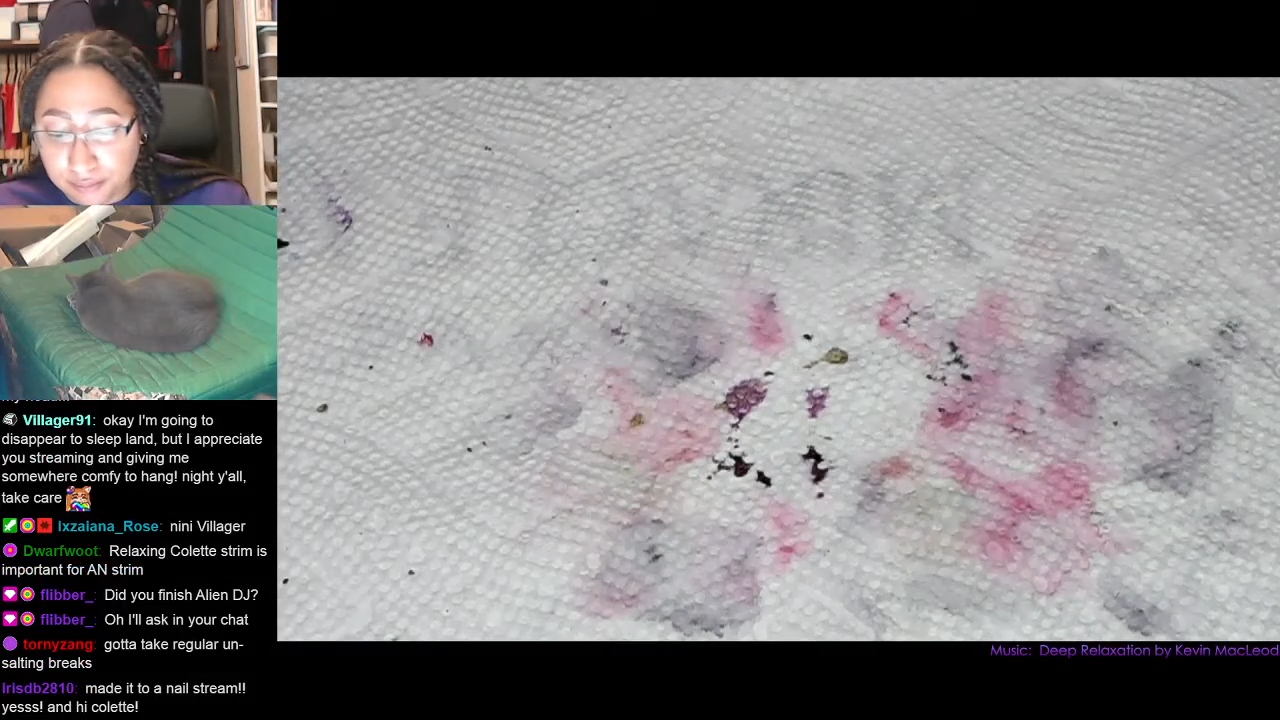 Villager91: okay I'm going to
disappear to sleep land, but I appreciate
you streaming and giving me
somewhere comfy to hang! night y'all,
take care
Ixzaiana_Rose: nini Villager
Dwarfwoot: Relaxing Colette strim is
important for AN strim
flibber_: Did you finish Alien DJ?
flibber_: Oh I'll ask in your chat
tornyzang: gotta take regular un-
salting breaks
Irisdb2810: made it to a nail stream!!
yesss! and hi colette!
Music: Deep Relaxation by Kevin MacLeod